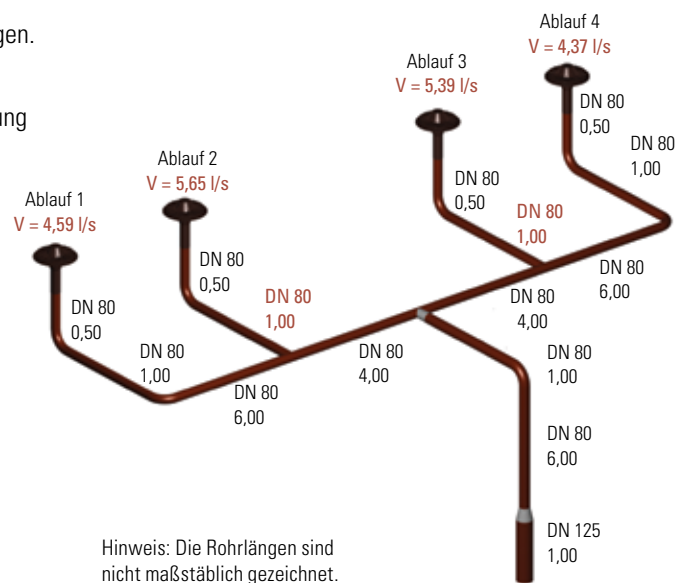 gen.
ung
Ablauf 4
V = 4,37 l/s
Ablauf 3
V = 5,39 l/s
DN 80
0,50
DN 80
1,00
Ablauf 2
V = 5,65 l/s
DN 80
0,50
DN 80
1,00
Ablauf 1
V = 4,59 l/s
DN 80
0,50
DN 80
1,00
DN 80
6,00
DN 80
4,00
DN 80
0,50
DN 80
1,00
DN 80
4,00
DN 80
1,00
DN 80
6,00
DN 80
6,00
DN 125
1,00
Hinweis: Die Rohrlängen sind
nicht maßstäblich gezeichnet.